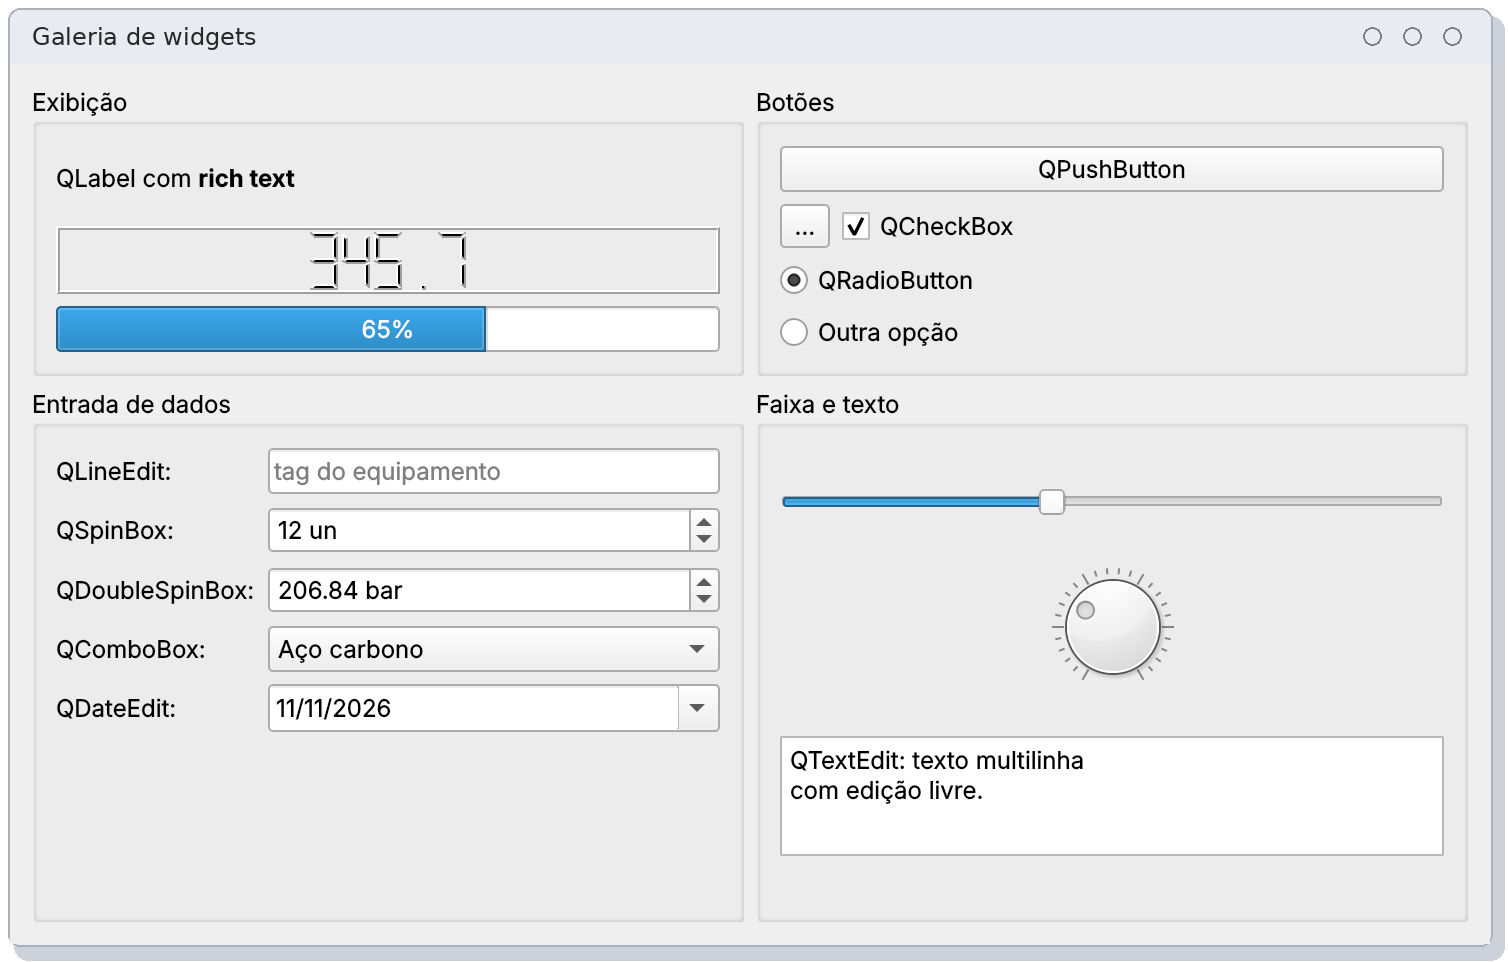 Galeria de widgets
Exibição
QLabel com rich text
345.7
65%
Botões
QPushButton
... QCheckBox
QRadioButton
Outra opção
Entrada de dados
QLineEdit: tag do equipamento
QSpinBox: 12 un
QDoubleSpinBox: 206.84 bar
QComboBox: Aço carbono
QDateEdit: 11/11/2026
Faixa e texto
QTextEdit: texto multilinha
com edição livre.